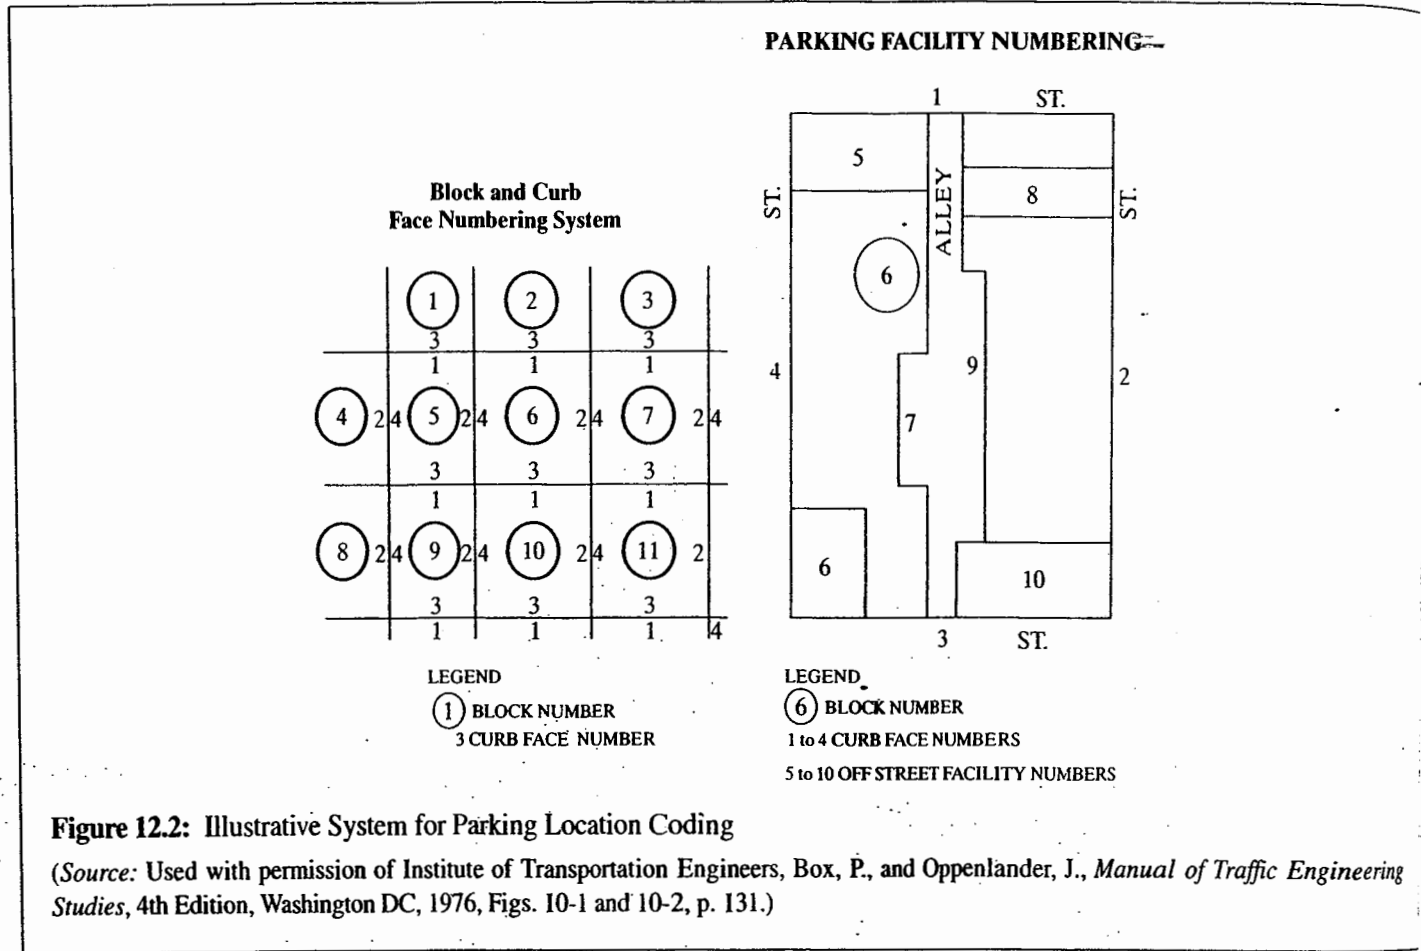 PARKING FACILITY NUMBERING
1 ST.
5
8
ST.
ALLEY
ST.
6
4
9
2
7
6
10
3 ST.
LEGEND
6 BLOCK NUMBER
1 to 4 CURB FACE NUMBERS
5 to 10 OFF STREET FACILITY NUMBERS
Block and Curb
Face Numbering System
1 2 3
3 3 3
1 1 1
4 2 4 5 2 4 6 2 4 7 2 4
3 3 3
1 1 1
8 2 4 9 2 4 10 2 4 11 2
3 3 3
1 1 1 4
LEGEND
1 BLOCK NUMBER
3 CURB FACE NUMBER
Figure 12.2: Illustrative System for Parking Location Coding
(Source: Used with permission of Institute of Transportation Engineers, Box, P., and Oppenlander, J., Manual of Traffic Engineering
Studies, 4th Edition, Washington DC, 1976, Figs. 10-1 and 10-2, p. 131.)